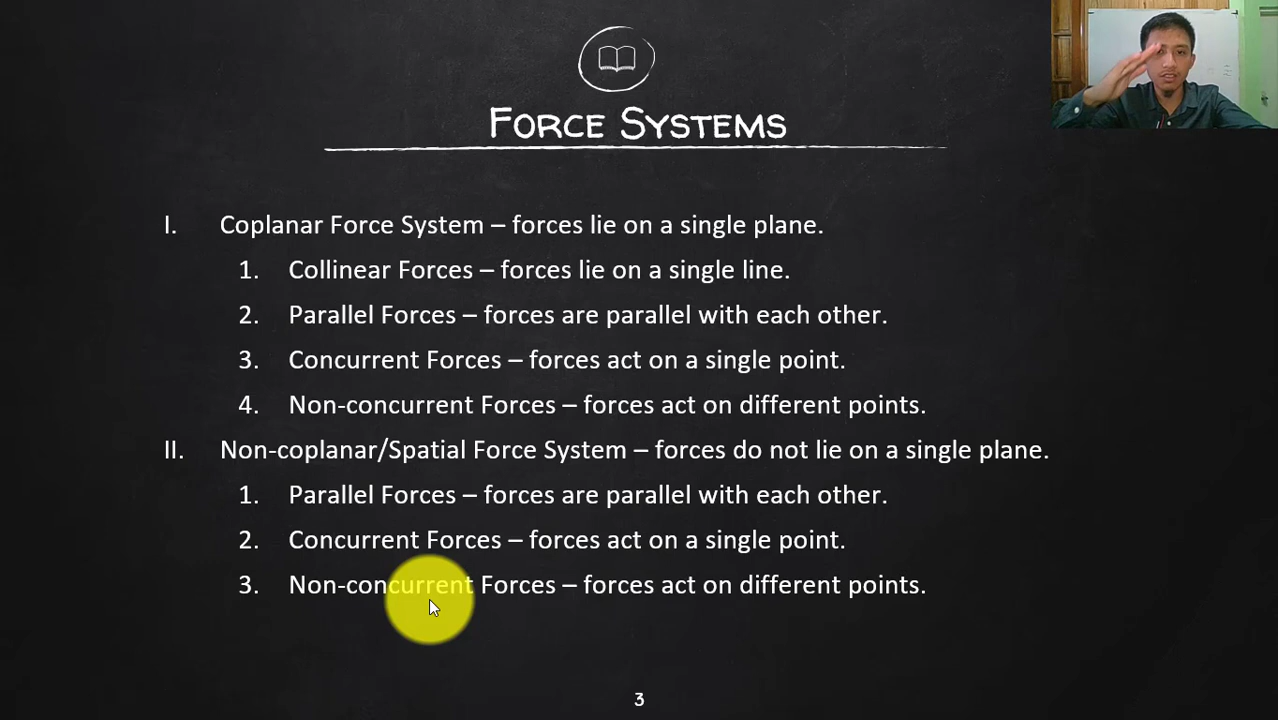 Force Systems
I. Coplanar Force System – forces lie on a single plane.
1. Collinear Forces – forces lie on a single line.
2. Parallel Forces – forces are parallel with each other.
3. Concurrent Forces – forces act on a single point.
4. Non-concurrent Forces – forces act on different points.
II. Non-coplanar/Spatial Force System – forces do not lie on a single plane.
1. Parallel Forces – forces are parallel with each other.
2. Concurrent Forces – forces act on a single point.
3. Non-concurrent Forces – forces act on different points.
3